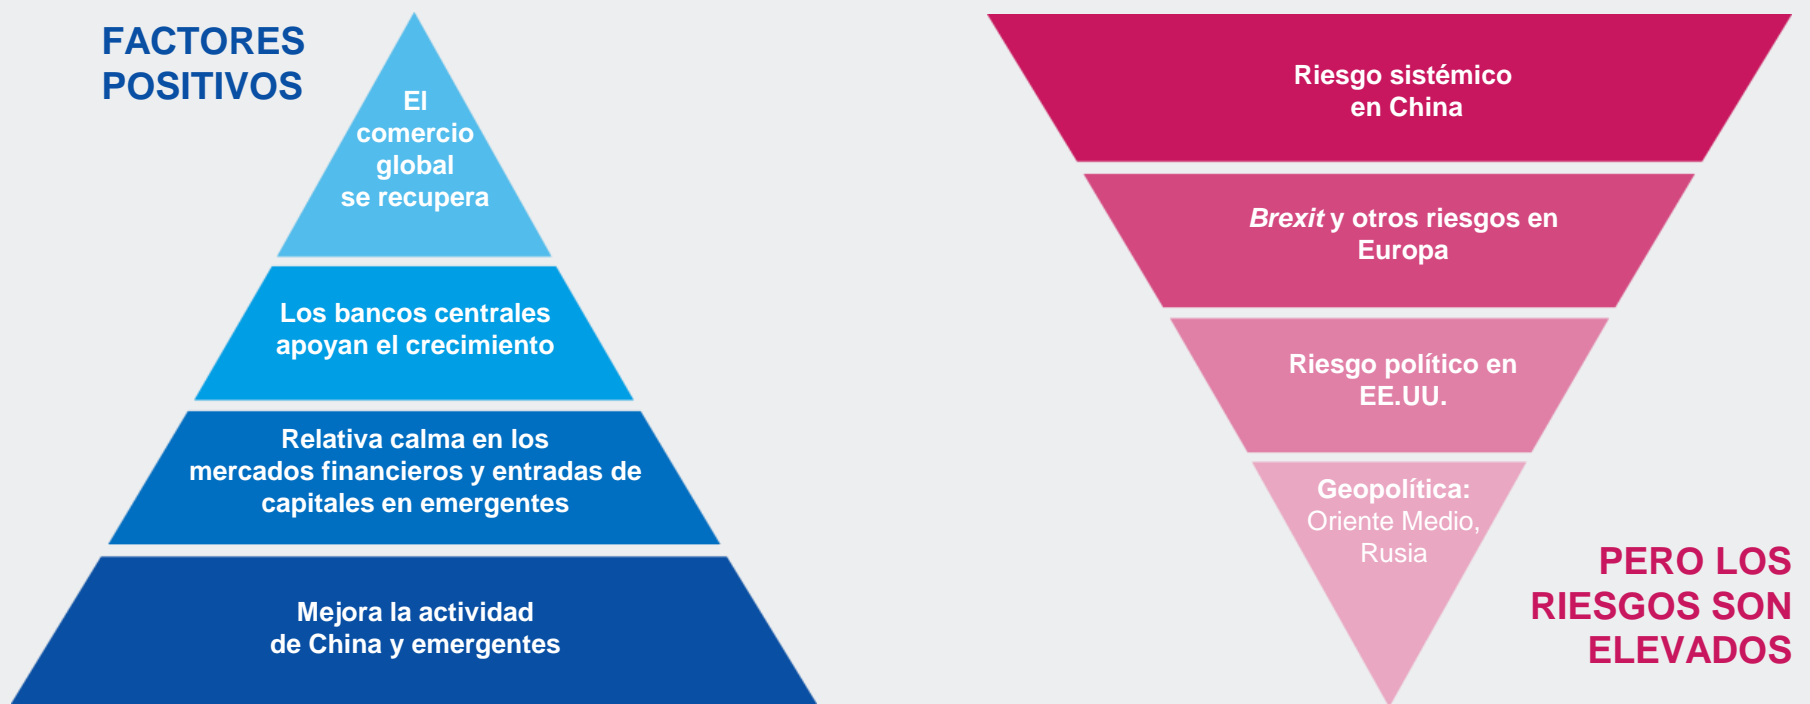 FACTORES
POSITIVOS
El
comercio
global
se recupera
Los bancos centrales
apoyan el crecimiento
Relativa calma en los
mercados financieros y entradas de
capitales en emergentes
Mejora la actividad
de China y emergentes
Riesgo sistémico
en China
Brexit y otros riesgos en
Europa
Riesgo político en
EE.UU.
Geopolítica:
Oriente Medio,
Rusia
PERO LOS
RIESGOS SON
ELEVADOS